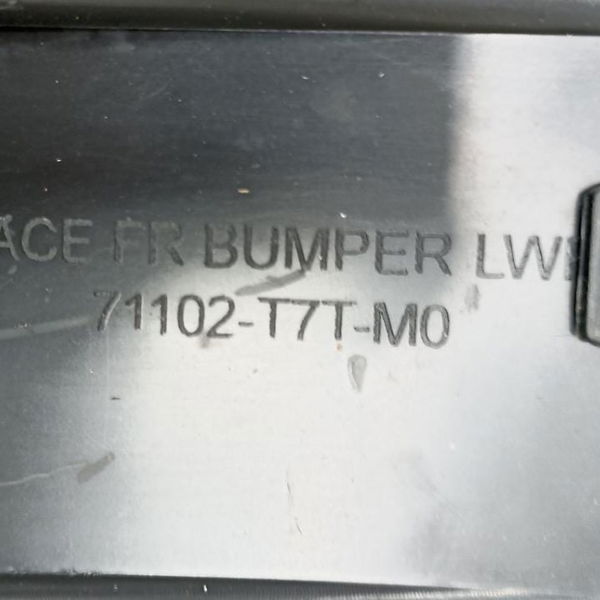 ACE FR BUMPER LW
71102-T7T-M0